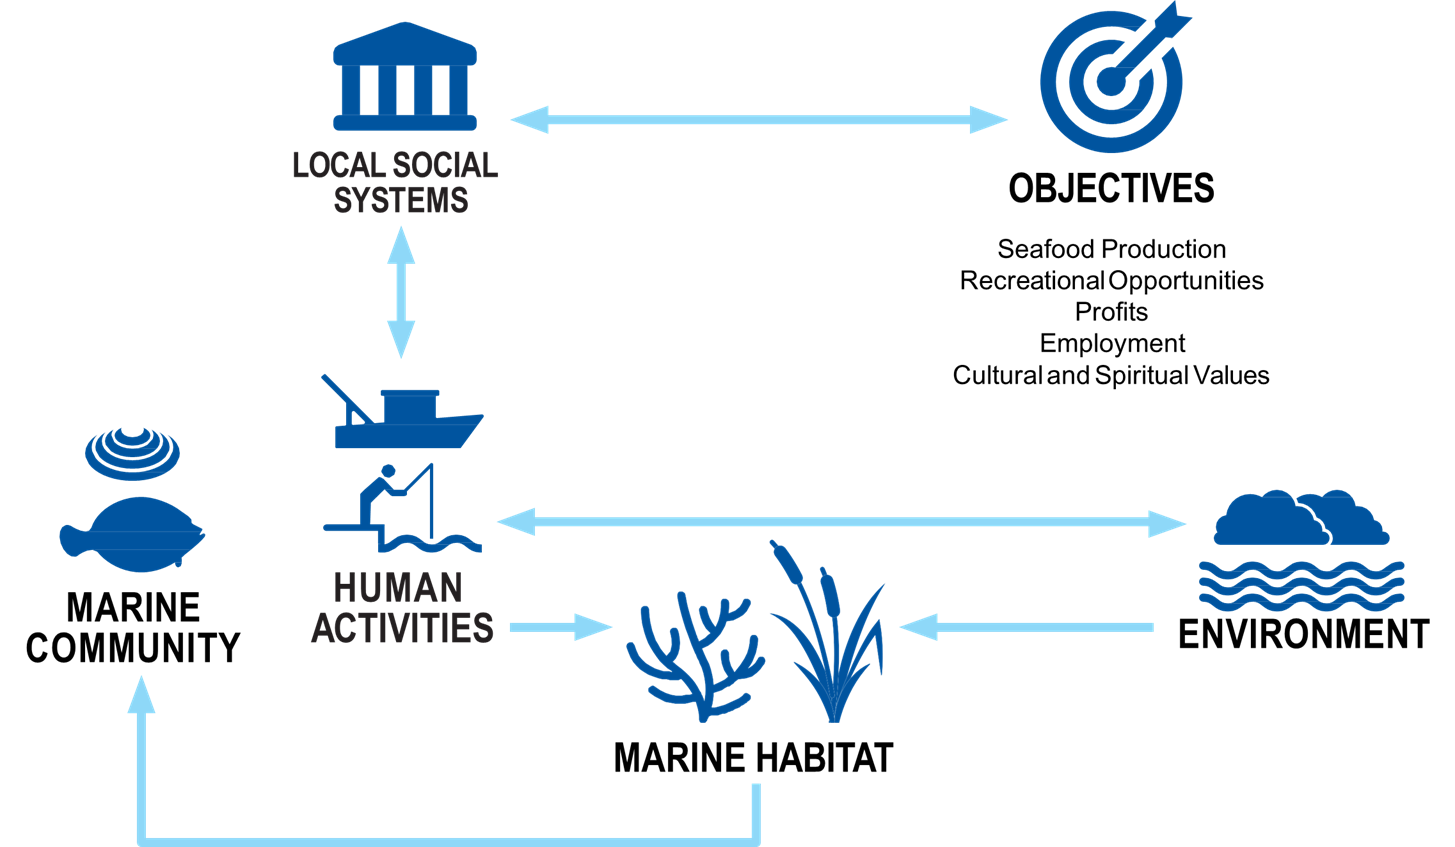 LOCAL SOCIAL
SYSTEMS
OBJECTIVES
Seafood Production
Recreational Opportunities
Profits
Employment
Cultural and Spiritual Values
MARINE
COMMUNITY
HUMAN
ACTIVITIES
ENVIRONMENT
MARINE HABITAT